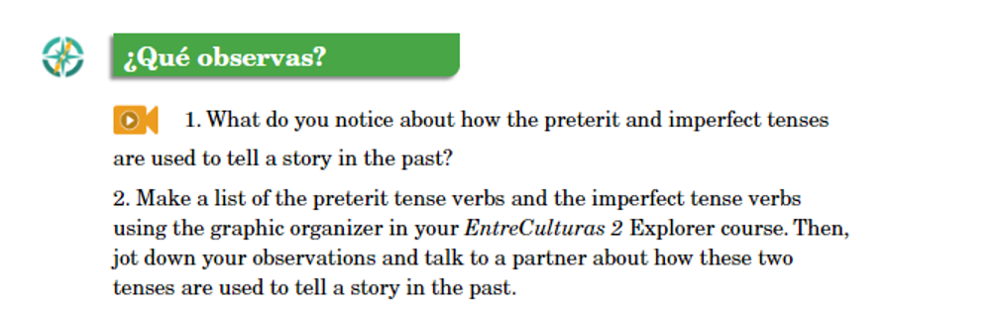 ¿Qué observas?
1. What do you notice about how the preterit and imperfect tenses
are used to tell a story in the past?
2. Make a list of the preterit tense verbs and the imperfect tense verbs
using the graphic organizer in your EntreCulturas 2 Explorer course. Then,
jot down your observations and talk to a partner about how these two
tenses are used to tell a story in the past.